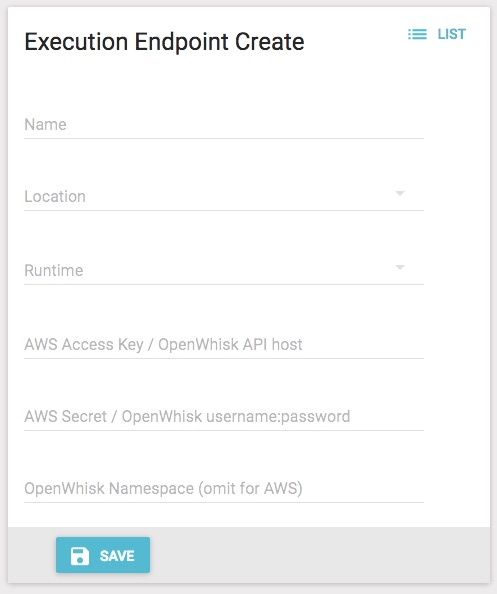 Execution Endpoint Create
LIST
Name
Location
Runtime
AWS Access Key / OpenWhisk API host
AWS Secret / OpenWhisk username:password
OpenWhisk Namespace (omit for AWS)
SAVE